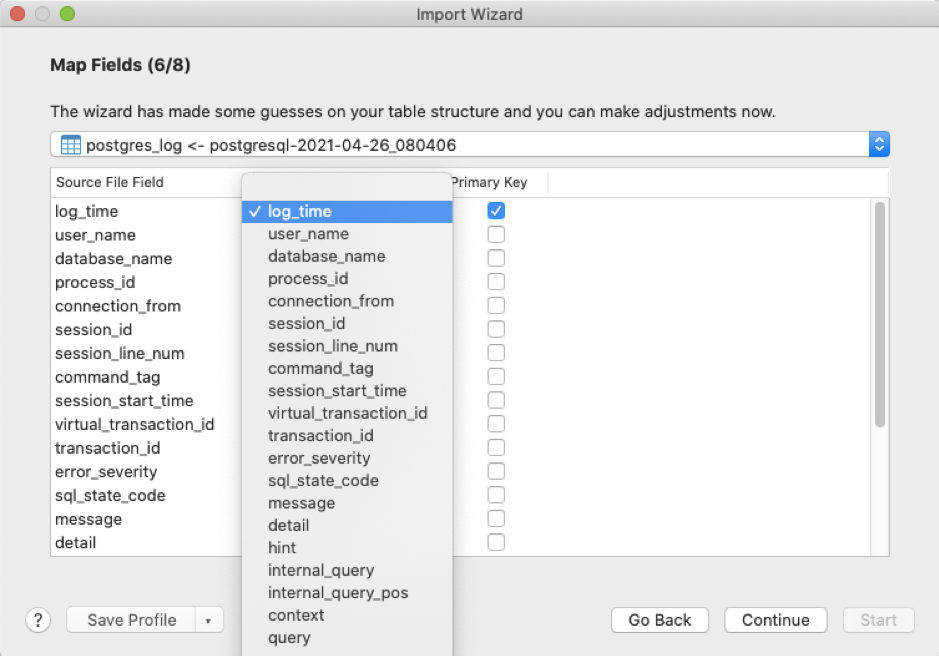 Import Wizard
Map Fields (6/8)
The wizard has made some guesses on your table structure and you can make adjustments now.
postgres_log <- postgresql-2021-04-26_080406
Source File Field
Primary Key
log_time
user_name
database_name
process_id
connection_from
session_id
session_line_num
command_tag
session_start_time
virtual_transaction_id
transaction_id
error_severity
sql_state_code
message
detail
✓ log_time
user_name
database_name
process_id
connection_from
session_id
session_line_num
command_tag
session_start_time
virtual_transaction_id
transaction_id
error_severity
sql_state_code
message
detail
hint
internal_query
internal_query_pos
context
query
? Save Profile Go Back Continue Start